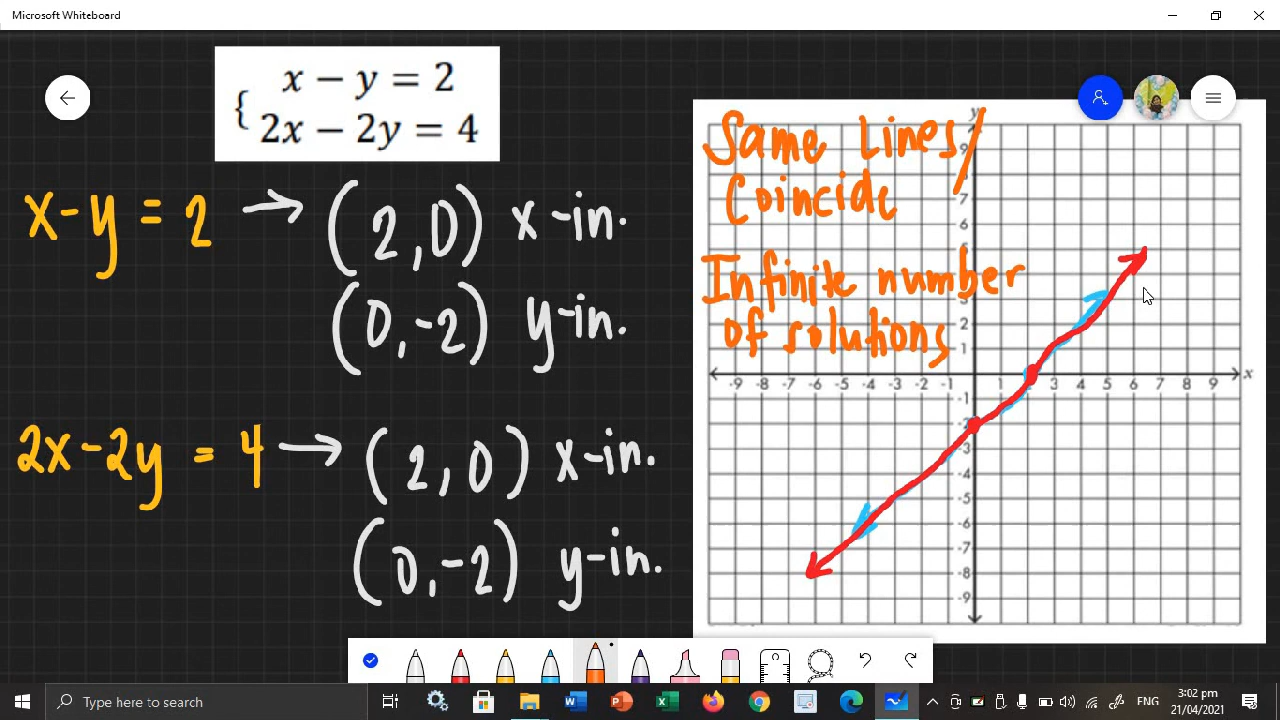 Microsoft Whiteboard
x − y = 2
{ 2x − 2y = 4
x-y = 2 → (2,0) x-in.
(0,-2) y-in.
2x-2y = 4 → (2,0) x-in.
(0,-2) y-in.
Same Lines/
Coincide
Infinite number
of solutions
y
9
7
6
5
3
2
1
-9 -8 -7 -6 -5 -4 -3 -2 -1 1 2 3 4 5 6 7 8 9 x
-1
-2
-3
-4
-5
-6
-7
-8
-9
Type here to search
ENG
3:02 pm
21/04/2021